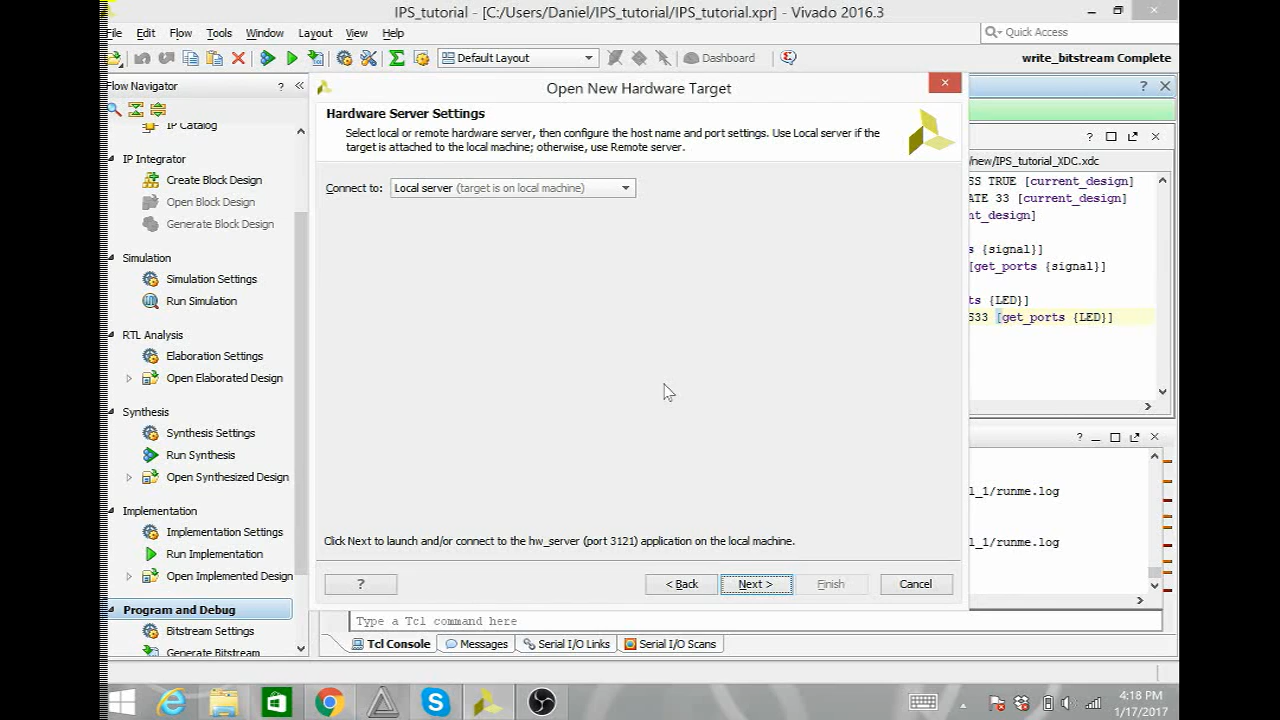 IPS_tutorial - [C:/Users/Daniel/IPS_tutorial/IPS_tutorial.xpr] - Vivado 2016.3
File Edit Flow Tools Window Layout View Help
Quick Access
Default Layout
Dashboard
write_bitstream Complete
Flow Navigator ? «
IP Catalog
IP Integrator
Create Block Design
Open Block Design
Generate Block Design
Simulation
Simulation Settings
Run Simulation
RTL Analysis
Elaboration Settings
Open Elaborated Design
Synthesis
Synthesis Settings
Run Synthesis
Open Synthesized Design
Implementation
Implementation Settings
Run Implementation
Open Implemented Design
Program and Debug
Bitstream Settings
Generate Bitstream
Open New Hardware Target
Hardware Server Settings
Select local or remote hardware server, then configure the host name and port settings. Use Local server if the
target is attached to the local machine; otherwise, use Remote server.
Connect to: Local server (target is on local machine)
Click Next to launch and/or connect to the hw_server (port 3121) application on the local machine.
? < Back Next > Finish Cancel
/new/IPS_tutorial_XDC.xdc
SS TRUE [current_design]
ATE 33 [current_design]
nt_design]
s {signal}]
[get_ports {signal}]
ts {LED}]
S33 [get_ports {LED}]
l_1/runme.log
l_1/runme.log
Type a Tcl command here
Tcl Console Messages Serial I/O Links Serial I/O Scans
4:18 PM
1/17/2017